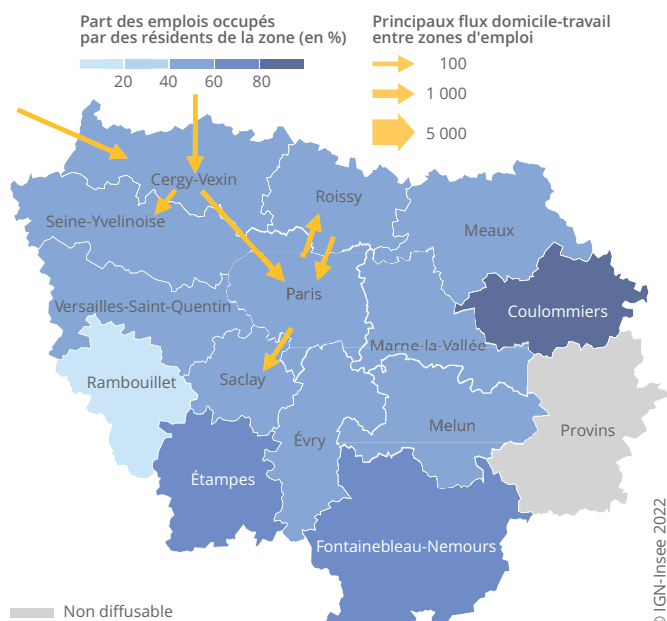 Part des emplois occupés
par des résidents de la zone (en %)
20 40 60 80
Principaux flux domicile-travail
entre zones d'emploi
100
1 000
5 000
Cergy-Vexin
Roissy
Seine-Yvelinoise
Meaux
Paris
Versailles-Saint-Quentin
Coulommiers
Marne-la-Vallée
Rambouillet
Saclay
Melun
Provins
Évry
Étampes
Fontainebleau-Nemours
Non diffusable
© IGN-Insee 2022